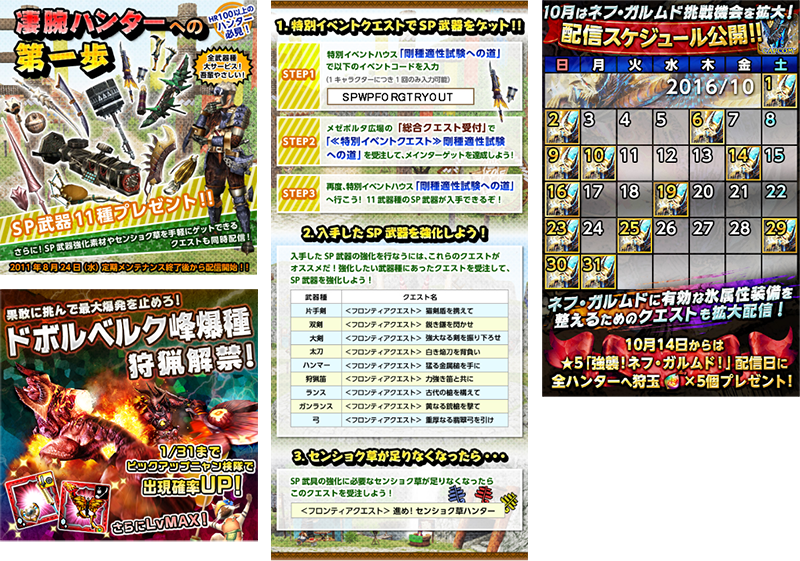 凄腕ハンターへの
第一歩
HR100以上の
ハンター
必見！
全武器種
大サービス！
吾輩やさしい！
SP武器11種プレゼント！！
さらに！SP武器強化素材やセンショク草を手軽にゲットできる
クエストも同時配信！
2011年8月24日(水)定期メンテナンス終了後から配信開始！！
果敢に挑んで最大爆発を止めろ！
ドボルベルク峰爆種
狩猟解禁！
1/31まで
ピックアップニャン検隊で
出現確率UP！
さらにLvMAX！
1. 特別イベントクエストでSP武器をゲット！！
STEP1
特別イベントハウス「剛種適性試験への道」
で以下のイベントコードを入力
(1キャラクターにつき1回のみ入力可能)
SPWPFORGTRYOUT
STEP2
メゼポルタ広場の「総合クエスト受付」で
「≪特別イベントクエスト≫剛種適性試験
への道」を受注して、メインターゲットを達成しよう！
STEP3
再度、特別イベントハウス「剛種適性試験への道」
へ行こう！11武器種のSP武器が入手できるぞ！
2. 入手したSP武器を強化しよう！
入手したSP武器の強化を行なうには、これらのクエストが
オススメだ！強化したい武器種にあったクエストを受注して、
SP武器を強化しよう！
武器種 クエスト名
片手剣 <フロンティアクエスト> 猫剣盾を携えて
双剣 <フロンティアクエスト> 鋭き鎌を閃かせ
大剣 <フロンティアクエスト> 強大なる剣を振り下ろせ
太刀 <フロンティアクエスト> 白き焔刀を背負い
ハンマー <フロンティアクエスト> 猛る金属槌を手に
狩猟笛 <フロンティアクエスト> 力強き笛と共に
ランス <フロンティアクエスト> 古代の槍を構えて
ガンランス <フロンティアクエスト> 黄なる銃槍を撃て
弓 <フロンティアクエスト> 重厚なる翡翠弓を引け
3. センショク草が足りなくなったら・・・
SP武具の強化に必要なセンショク草が足りなくなったら
このクエストを受注しよう！
<フロンティアクエスト> 進め！センショク草ハンター
10月はネフ・ガルムド挑戦機会を拡大！
配信スケジュール公開！！
日 月 火 水 木 金 土
2016/10 1
2 3 4 5 6 7 8
9 10 11 12 13 14 15
16 17 18 19 20 21 22
23 24 25 26 27 28 29
30 31
ネフ・ガルムドに有効な氷属性装備を
整えるためのクエストも拡大配信！
10月14日からは
★5「強襲！ネフ・ガルムド！」配信日に
全ハンターへ狩玉×5個プレゼント！